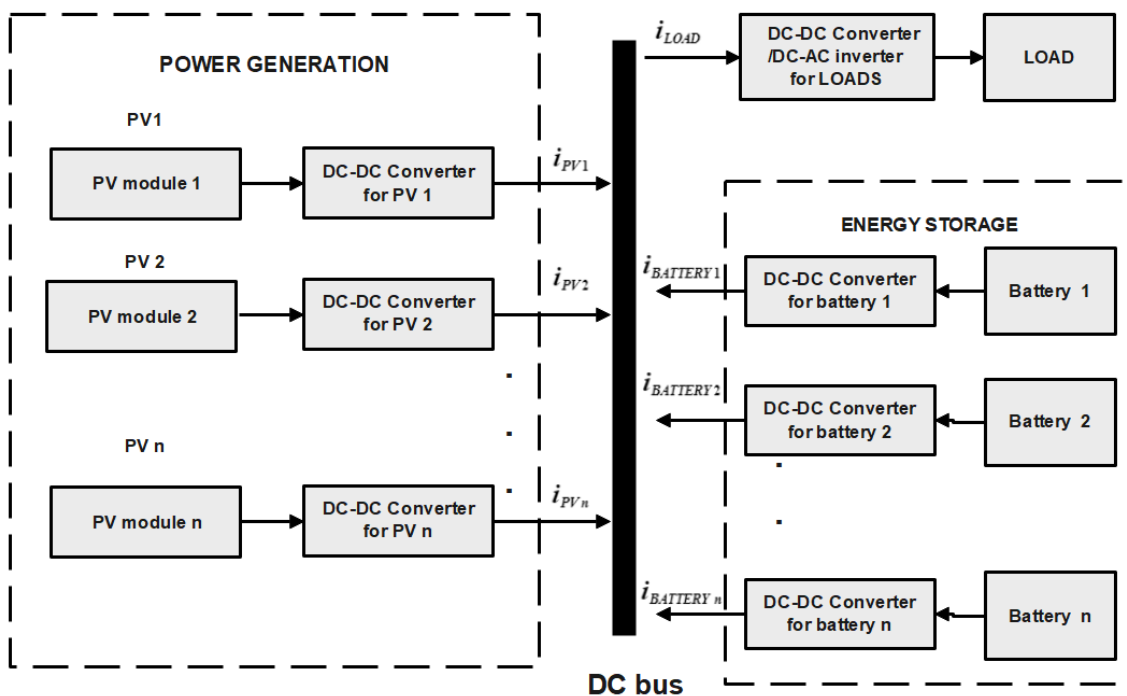 POWER GENERATION
PV1
PV module 1
DC-DC Converter
for PV 1
i_PV1
PV 2
PV module 2
DC-DC Converter
for PV 2
i_PV2
PV n
PV module n
DC-DC Converter
for PV n
i_PVn
DC bus
i_LOAD
DC-DC Converter
/DC-AC inverter
for LOADS
LOAD
ENERGY STORAGE
i_BATTERY1
DC-DC Converter
for battery 1
Battery 1
i_BATTERY2
DC-DC Converter
for battery 2
Battery 2
i_BATTERYn
DC-DC Converter
for battery n
Battery n